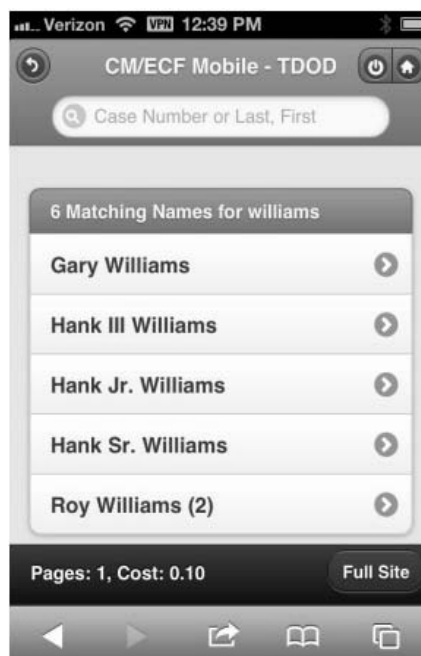 Verizon VPN 12:39 PM
CM/ECF Mobile - TDOD
Case Number or Last, First
6 Matching Names for williams
Gary Williams
Hank III Williams
Hank Jr. Williams
Hank Sr. Williams
Roy Williams (2)
Pages: 1, Cost: 0.10 Full Site